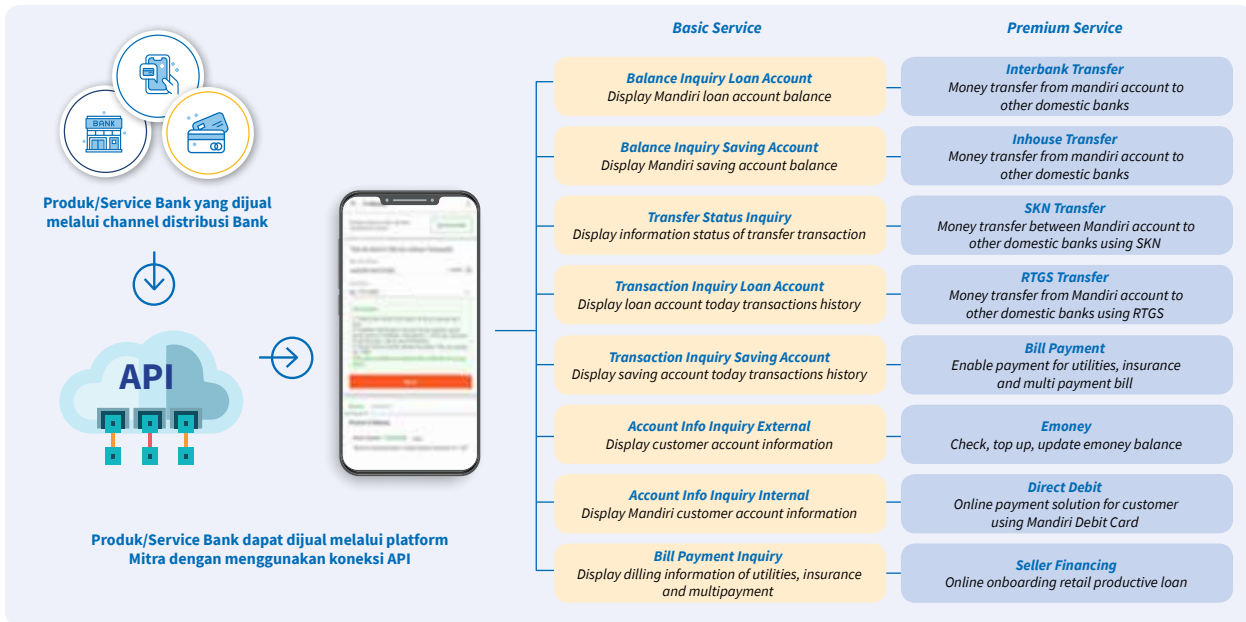 BANK
Produk/Service Bank yang dijual
melalui channel distribusi Bank
API
Produk/Service Bank dapat dijual melalui platform
Mitra dengan menggunakan koneksi API
Basic Service
Balance Inquiry Loan Account
Display Mandiri loan account balance
Balance Inquiry Saving Account
Display Mandiri saving account balance
Transfer Status Inquiry
Display information status of transfer transaction
Transaction Inquiry Loan Account
Display loan account today transactions history
Transaction Inquiry Saving Account
Display saving account today transactions history
Account Info Inquiry External
Display customer account information
Account Info Inquiry Internal
Display Mandiri customer account information
Bill Payment Inquiry
Display dilling information of utilities, insurance
and multipayment
Premium Service
Interbank Transfer
Money transfer from mandiri account to
other domestic banks
Inhouse Transfer
Money transfer from mandiri account to
other domestic banks
SKN Transfer
Money transfer between Mandiri account to
other domestic banks using SKN
RTGS Transfer
Money transfer from Mandiri account to
other domestic banks using RTGS
Bill Payment
Enable payment for utilities, insurance
and multi payment bill
Emoney
Check, top up, update emoney balance
Direct Debit
Online payment solution for customer
using Mandiri Debit Card
Seller Financing
Online onboarding retail productive loan